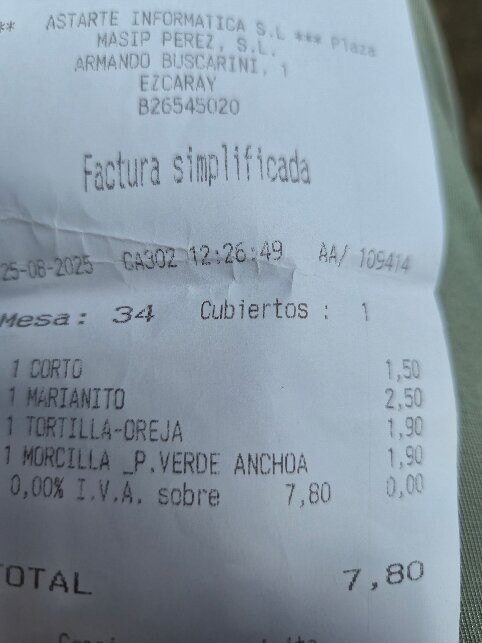 ** ASTARTE INFORMATICA S.L *** Plaza
MASIP PEREZ, S.L.
ARMANDO BUSCARINI, 1
EZCARAY
B26545020
Factura simplificada
25-08-2025 CA302 12:26:49 AA/ 109414
Mesa: 34 Cubiertos : 1
1 CORTO 1,50
1 MARIANITO 2,50
1 TORTILLA-OREJA 1,90
1 MORCILLA _P.VERDE ANCHOA 1,90
0,00% I.V.A. sobre 7,80 0,00
TOTAL 7,80